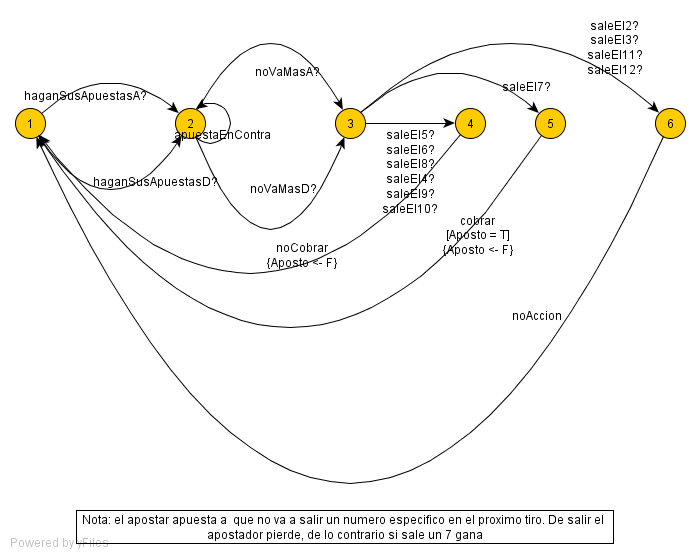 saleEl2?
saleEl3?
saleEl11?
saleEl12?
noVaMasA?
saleEl7?
haganSusApuestasA?
1
2
3
4
5
6
apuestaEnContra
saleEl5?
saleEl6?
saleEl8?
saleEl4?
saleEl9?
saleEl10?
haganSusApuestasD?
noVaMasD?
cobrar
[Aposto = T]
{Aposto <- F}
noCobrar
{Aposto <- F}
noAccion
Nota: el apostar apuesta a que no va a salir un numero especifico en el proximo tiro. De salir el
apostador pierde, de lo contrario si sale un 7 gana
Powered by yFiles